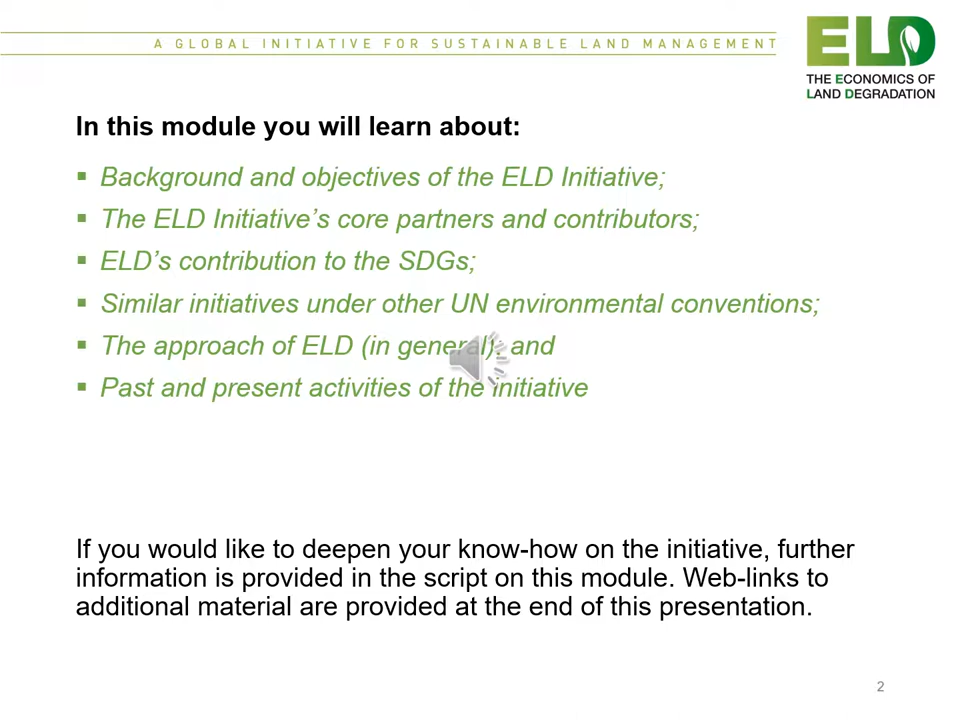 A GLOBAL INITIATIVE FOR SUSTAINABLE LAND MANAGEMENT
ELD
THE ECONOMICS OF
LAND DEGRADATION
In this module you will learn about:
▪ Background and objectives of the ELD Initiative;
▪ The ELD Initiative’s core partners and contributors;
▪ ELD’s contribution to the SDGs;
▪ Similar initiatives under other UN environmental conventions;
▪ The approach of ELD (in general); and
▪ Past and present activities of the initiative
If you would like to deepen your know-how on the initiative, further
information is provided in the script on this module. Web-links to
additional material are provided at the end of this presentation.
2